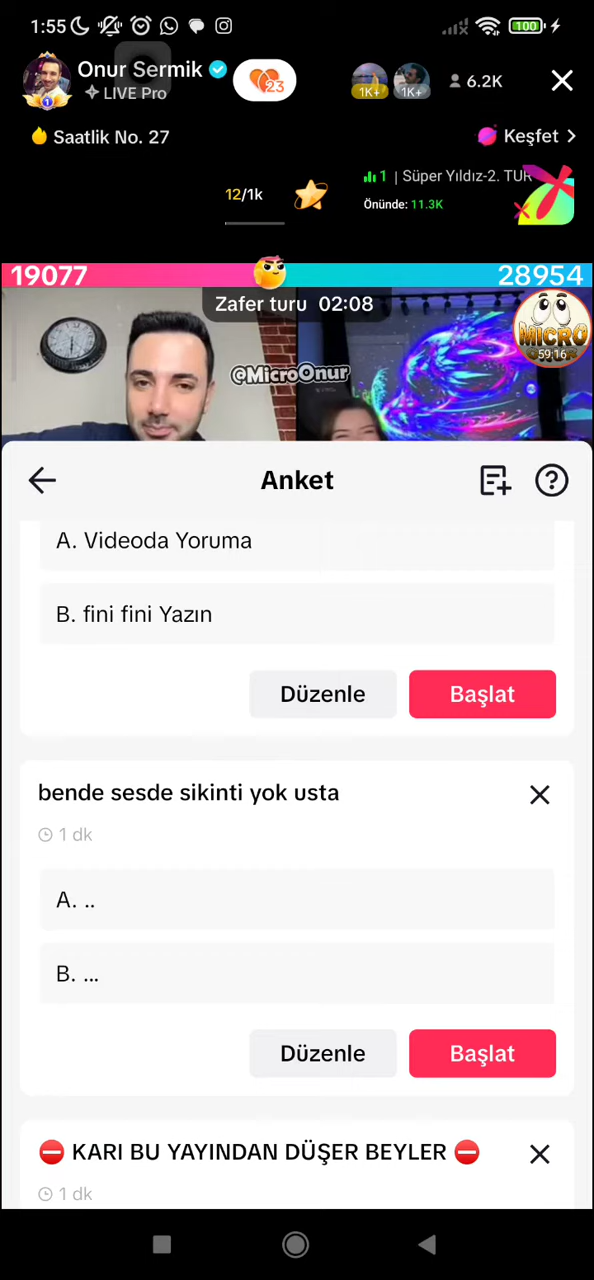 1:55
100
Onur Sermik
LIVE Pro
23
1K+
1K+
6.2K
1
Saatlik No. 27
Keşfet
12/1k
1 | Süper Yıldız-2. TUR
Önünde: 11.3K
19077
28954
Zafer turu 02:08
MICRO
59:16
@MicroOnur
Anket
A. Videoda Yoruma
B. fini fini Yazın
Düzenle
Başlat
bende sesde sikinti yok usta
1 dk
A. ..
B. ...
Düzenle
Başlat
⛔ KARI BU YAYINDAN DÜŞER BEYLER ⛔
1 dk